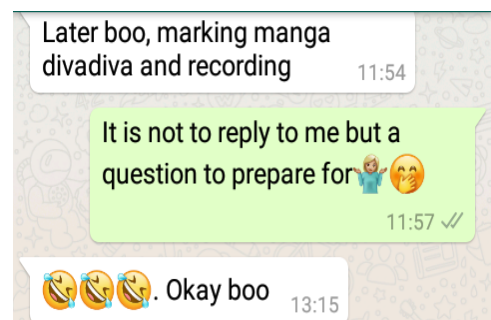 Later boo, marking manga
divadiva and recording
11:54
It is not to reply to me but a
question to prepare for🤷🏼‍♀️🤭
11:57
🤣🤣🤣. Okay boo
13:15